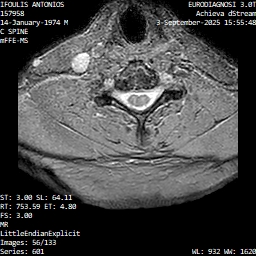 IFOULIS ANTONIOS
157958
14-January-1974 M
C SPINE
mFFE-MS
EURODIAGNOSI 3.0T
Achieva dStream
3-September-2025 15:55:48
ST: 3.00 SL: 64.11
RT: 753.59 ET: 4.80
FS: 3.00
MR
LittleEndianExplicit
Images: 56/133
Series: 601
WL: 932 WW: 1620